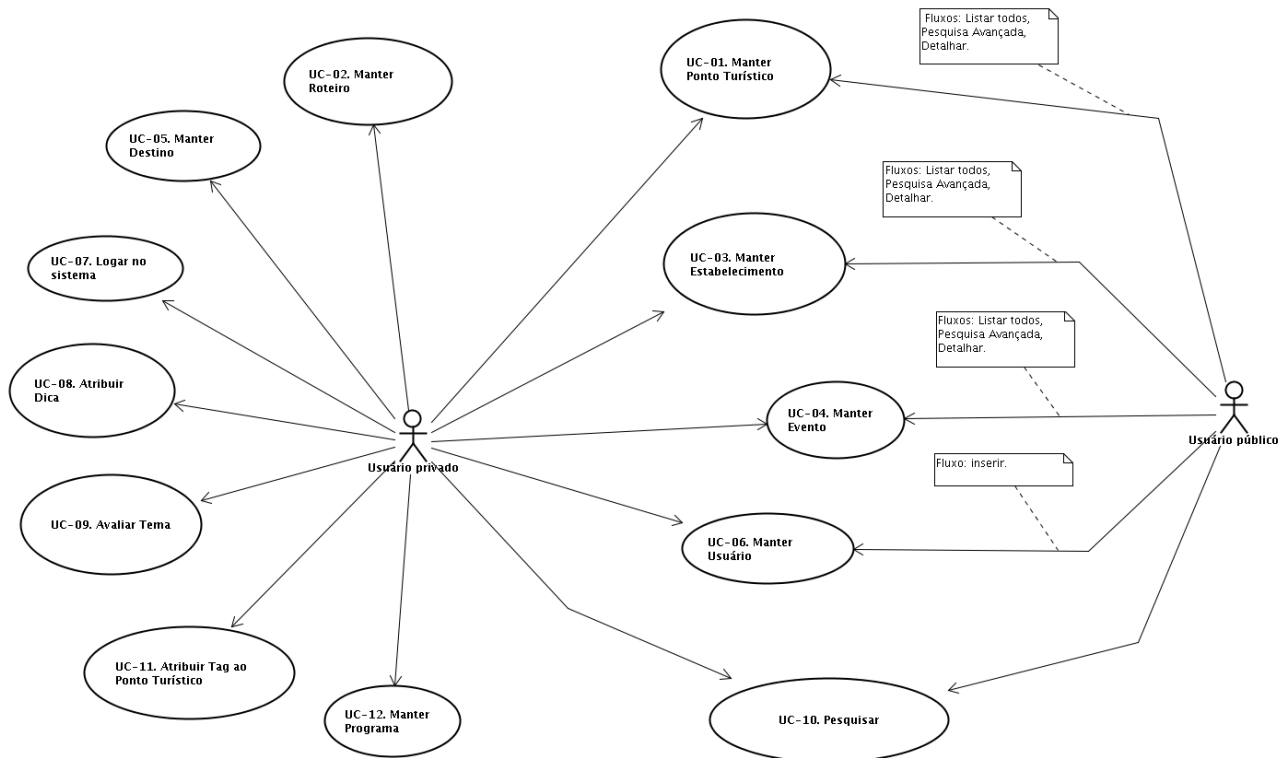 Fluxos: Listar todos,
Pesquisa Avançada,
Detalhar.
UC-02. Manter
Roteiro
UC-01. Manter
Ponto Turístico
UC-05. Manter
Destino
Fluxos: Listar todos,
Pesquisa Avançada,
Detalhar.
UC-07. Logar no
sistema
UC-03. Manter
Estabelecimento
Fluxos: Listar todos,
Pesquisa Avançada,
Detalhar.
UC-08. Atribuir
Dica
UC-04. Manter
Evento
Usuário público
Usuário privado
Fluxo: inserir.
UC-09. Avaliar Tema
UC-06. Manter
Usuário
UC-11. Atribuir Tag ao
Ponto Turístico
UC-12. Manter
Programa
UC-10. Pesquisar